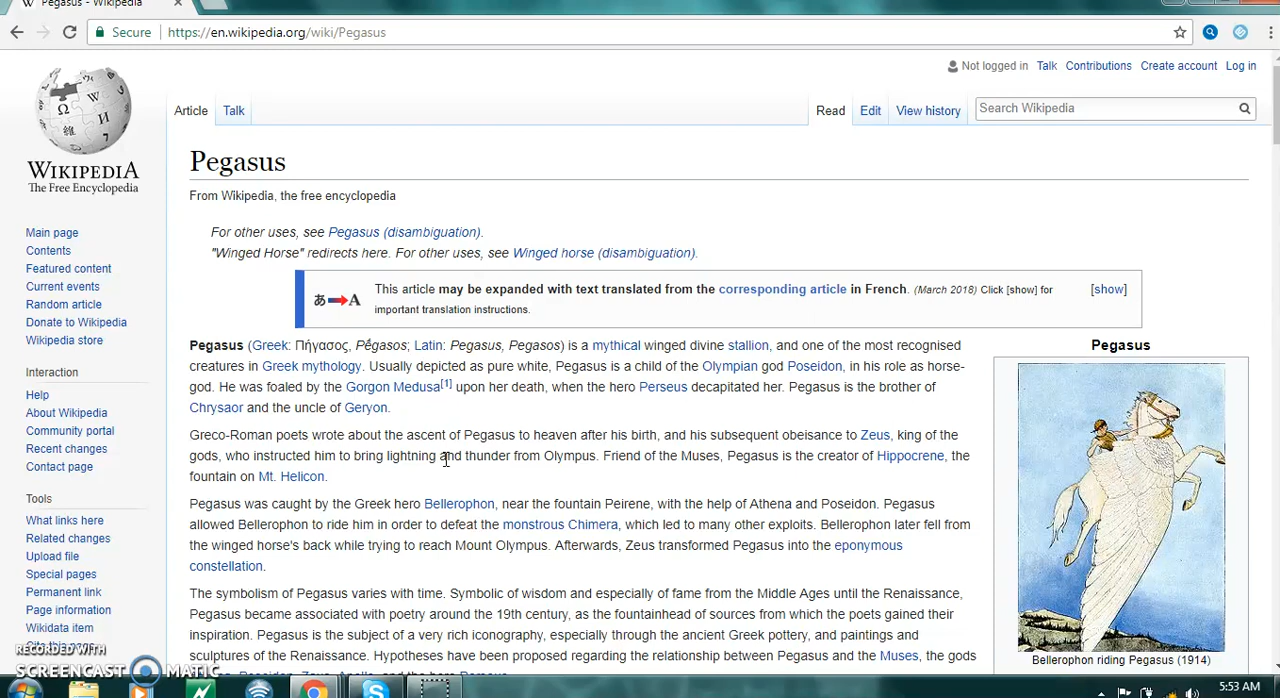 Pegasus - Wikipedia
Secure https://en.wikipedia.org/wiki/Pegasus
Not logged in Talk Contributions Create account Log in
Article Talk Read Edit View history Search Wikipedia
WIKIPEDIA
The Free Encyclopedia
Main page
Contents
Featured content
Current events
Random article
Donate to Wikipedia
Wikipedia store
Interaction
Help
About Wikipedia
Community portal
Recent changes
Contact page
Tools
What links here
Related changes
Upload file
Special pages
Permanent link
Page information
Wikidata item
Pegasus
From Wikipedia, the free encyclopedia
For other uses, see Pegasus (disambiguation).
"Winged Horse" redirects here. For other uses, see Winged horse (disambiguation).
あ A This article may be expanded with text translated from the corresponding article in French. (March 2018) Click [show] for [show]
important translation instructions.
Pegasus (Greek: Πήγασος, Pḗgasos; Latin: Pegasus, Pegasos) is a mythical winged divine stallion, and one of the most recognised
creatures in Greek mythology. Usually depicted as pure white, Pegasus is a child of the Olympian god Poseidon, in his role as horse-
god. He was foaled by the Gorgon Medusa[1] upon her death, when the hero Perseus decapitated her. Pegasus is the brother of
Chrysaor and the uncle of Geryon.
Greco-Roman poets wrote about the ascent of Pegasus to heaven after his birth, and his subsequent obeisance to Zeus, king of the
gods, who instructed him to bring lightning and thunder from Olympus. Friend of the Muses, Pegasus is the creator of Hippocrene, the
fountain on Mt. Helicon.
Pegasus was caught by the Greek hero Bellerophon, near the fountain Peirene, with the help of Athena and Poseidon. Pegasus
allowed Bellerophon to ride him in order to defeat the monstrous Chimera, which led to many other exploits. Bellerophon later fell from
the winged horse's back while trying to reach Mount Olympus. Afterwards, Zeus transformed Pegasus into the eponymous
constellation.
The symbolism of Pegasus varies with time. Symbolic of wisdom and especially of fame from the Middle Ages until the Renaissance,
Pegasus became associated with poetry around the 19th century, as the fountainhead of sources from which the poets gained their
inspiration. Pegasus is the subject of a very rich iconography, especially through the ancient Greek pottery, and paintings and
sculptures of the Renaissance. Hypotheses have been proposed regarding the relationship between Pegasus and the Muses, the gods
Pegasus
Bellerophon riding Pegasus (1914)
RECORDED WITH
SCREENCAST MATIC
5:53 AM